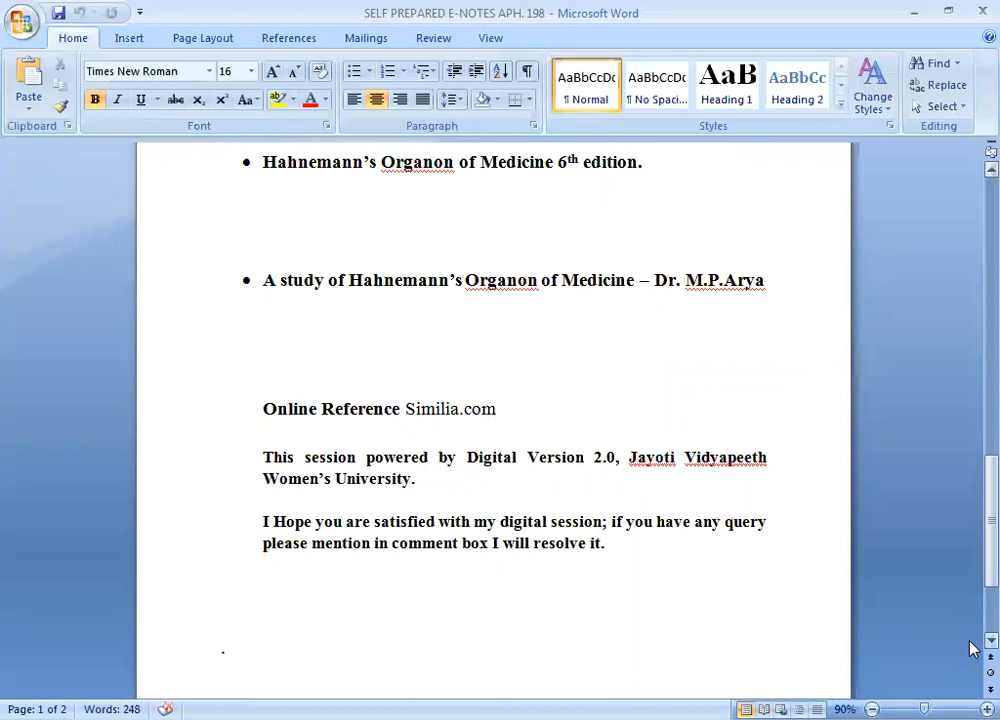 SELF PREPARED E-NOTES APH. 198 - Microsoft Word
Home Insert Page Layout References Mailings Review View
Paste
Clipboard
Times New Roman 16
Font
Paragraph
AaBbCcDc AaBbCcDc AaB AaBbCc
¶ Normal ¶ No Spaci... Heading 1 Heading 2
Change
Styles
Styles
Find
Replace
Select
Editing
• Hahnemann's Organon of Medicine 6th edition.
• A study of Hahnemann's Organon of Medicine – Dr. M.P.Arya
Online Reference Similia.com
This session powered by Digital Version 2.0, Jayoti Vidyapeeth
Women's University.
I Hope you are satisfied with my digital session; if you have any query
please mention in comment box I will resolve it.
.
Page: 1 of 2 Words: 248 90%